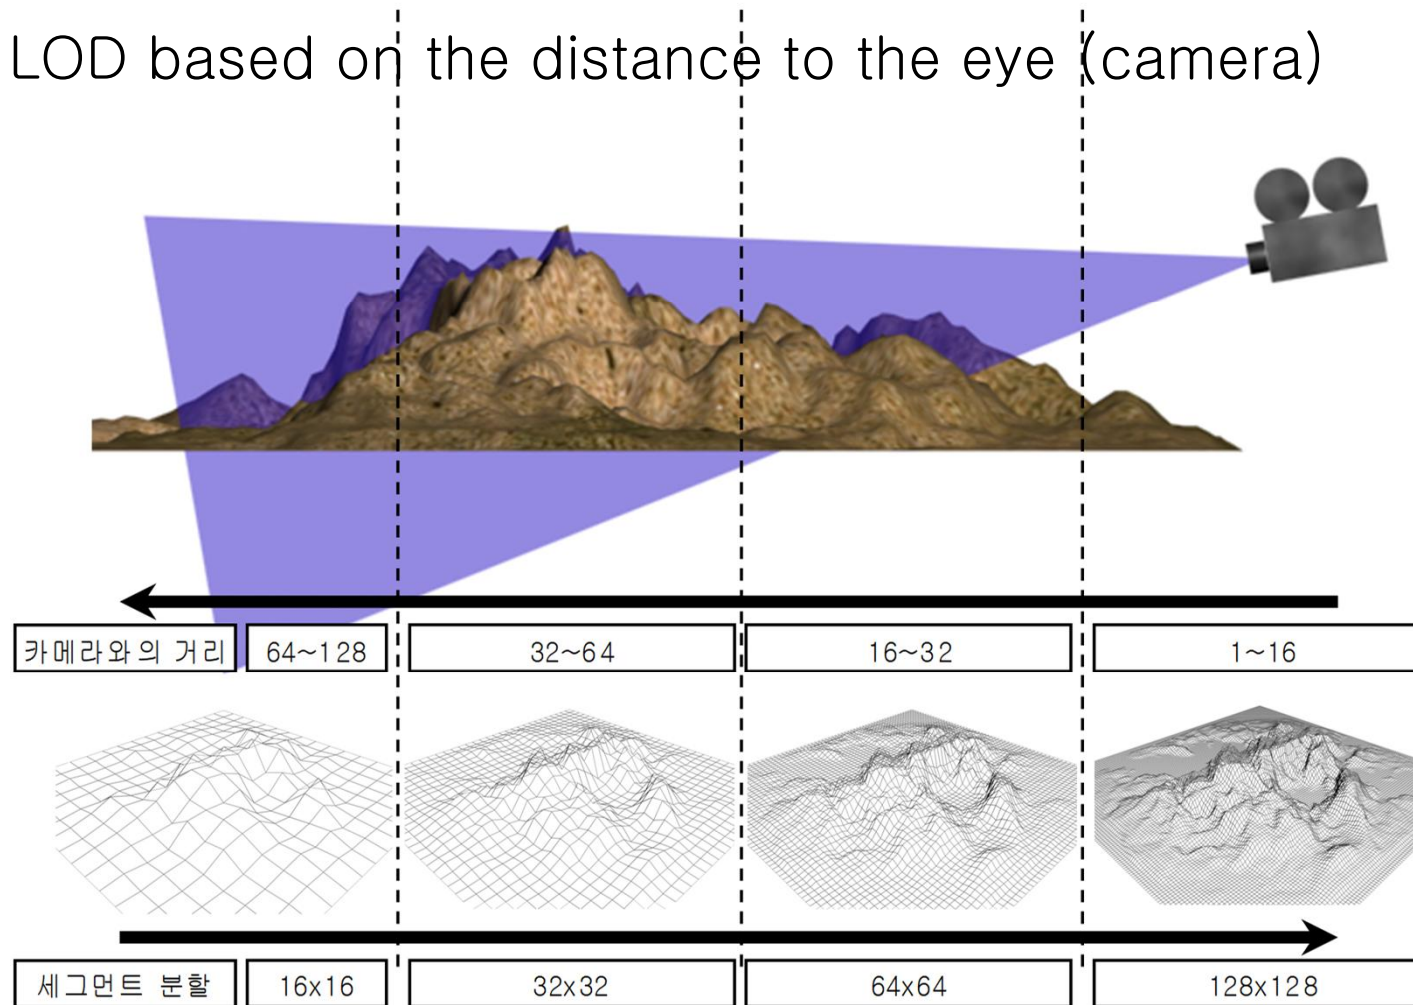 LOD based on the distance to the eye (camera)
카메라와의 거리 64~128 32~64 16~32 1~16
세그먼트 분할 16x16 32x32 64x64 128x128